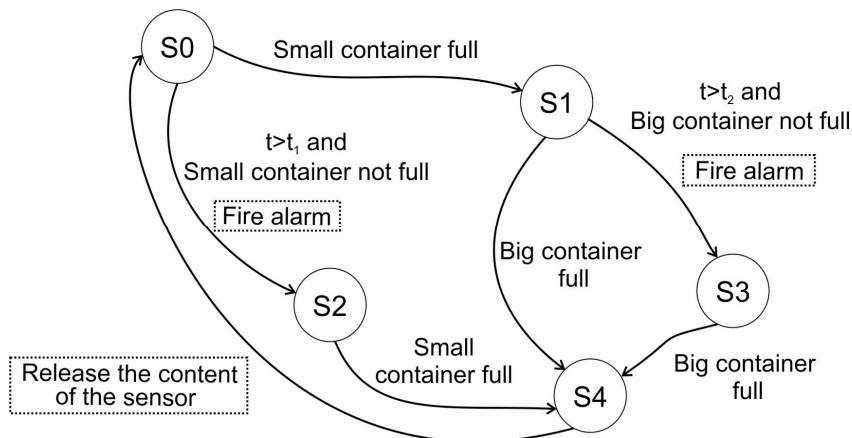 S0
Small container full
S1
t>t₂ and
Big container not full
Fire alarm
t>t₁ and
Small container not full
Fire alarm
Big container
full
S2
S3
Small
container full
Big container
full
Release the content
of the sensor
S4